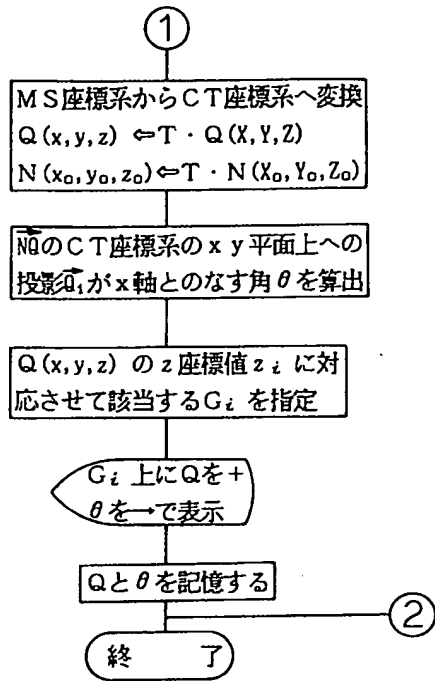 ①
MS座標系からCT座標系へ変換
Q(x,y,z) ⇐T・Q(X,Y,Z)
N(x₀,y₀,z₀)⇐T・N(X₀,Y₀,Z₀)
N⃗Q⃗のCT座標系のxy平面上への
投影Q⃗₁がx軸とのなす角θを算出
Q(x,y,z) のz座標値zᵢに対
応させて該当するGᵢを指定
Gᵢ上にQを+
θを→で表示
Qとθを記憶する
②
終 了